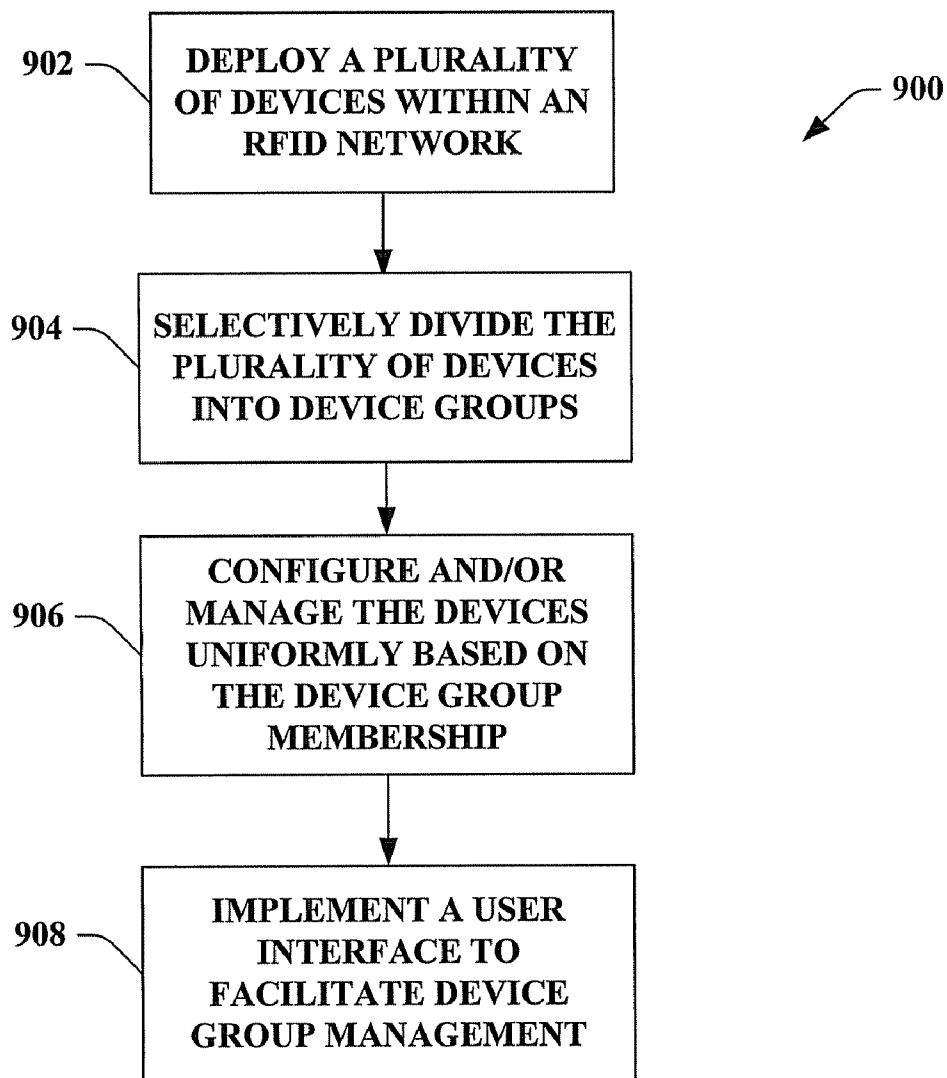 902
DEPLOY A PLURALITY
OF DEVICES WITHIN AN
RFID NETWORK
900
904
SELECTIVELY DIVIDE THE
PLURALITY OF DEVICES
INTO DEVICE GROUPS
906
CONFIGURE AND/OR
MANAGE THE DEVICES
UNIFORMLY BASED ON
THE DEVICE GROUP
MEMBERSHIP
908
IMPLEMENT A USER
INTERFACE TO
FACILITATE DEVICE
GROUP MANAGEMENT